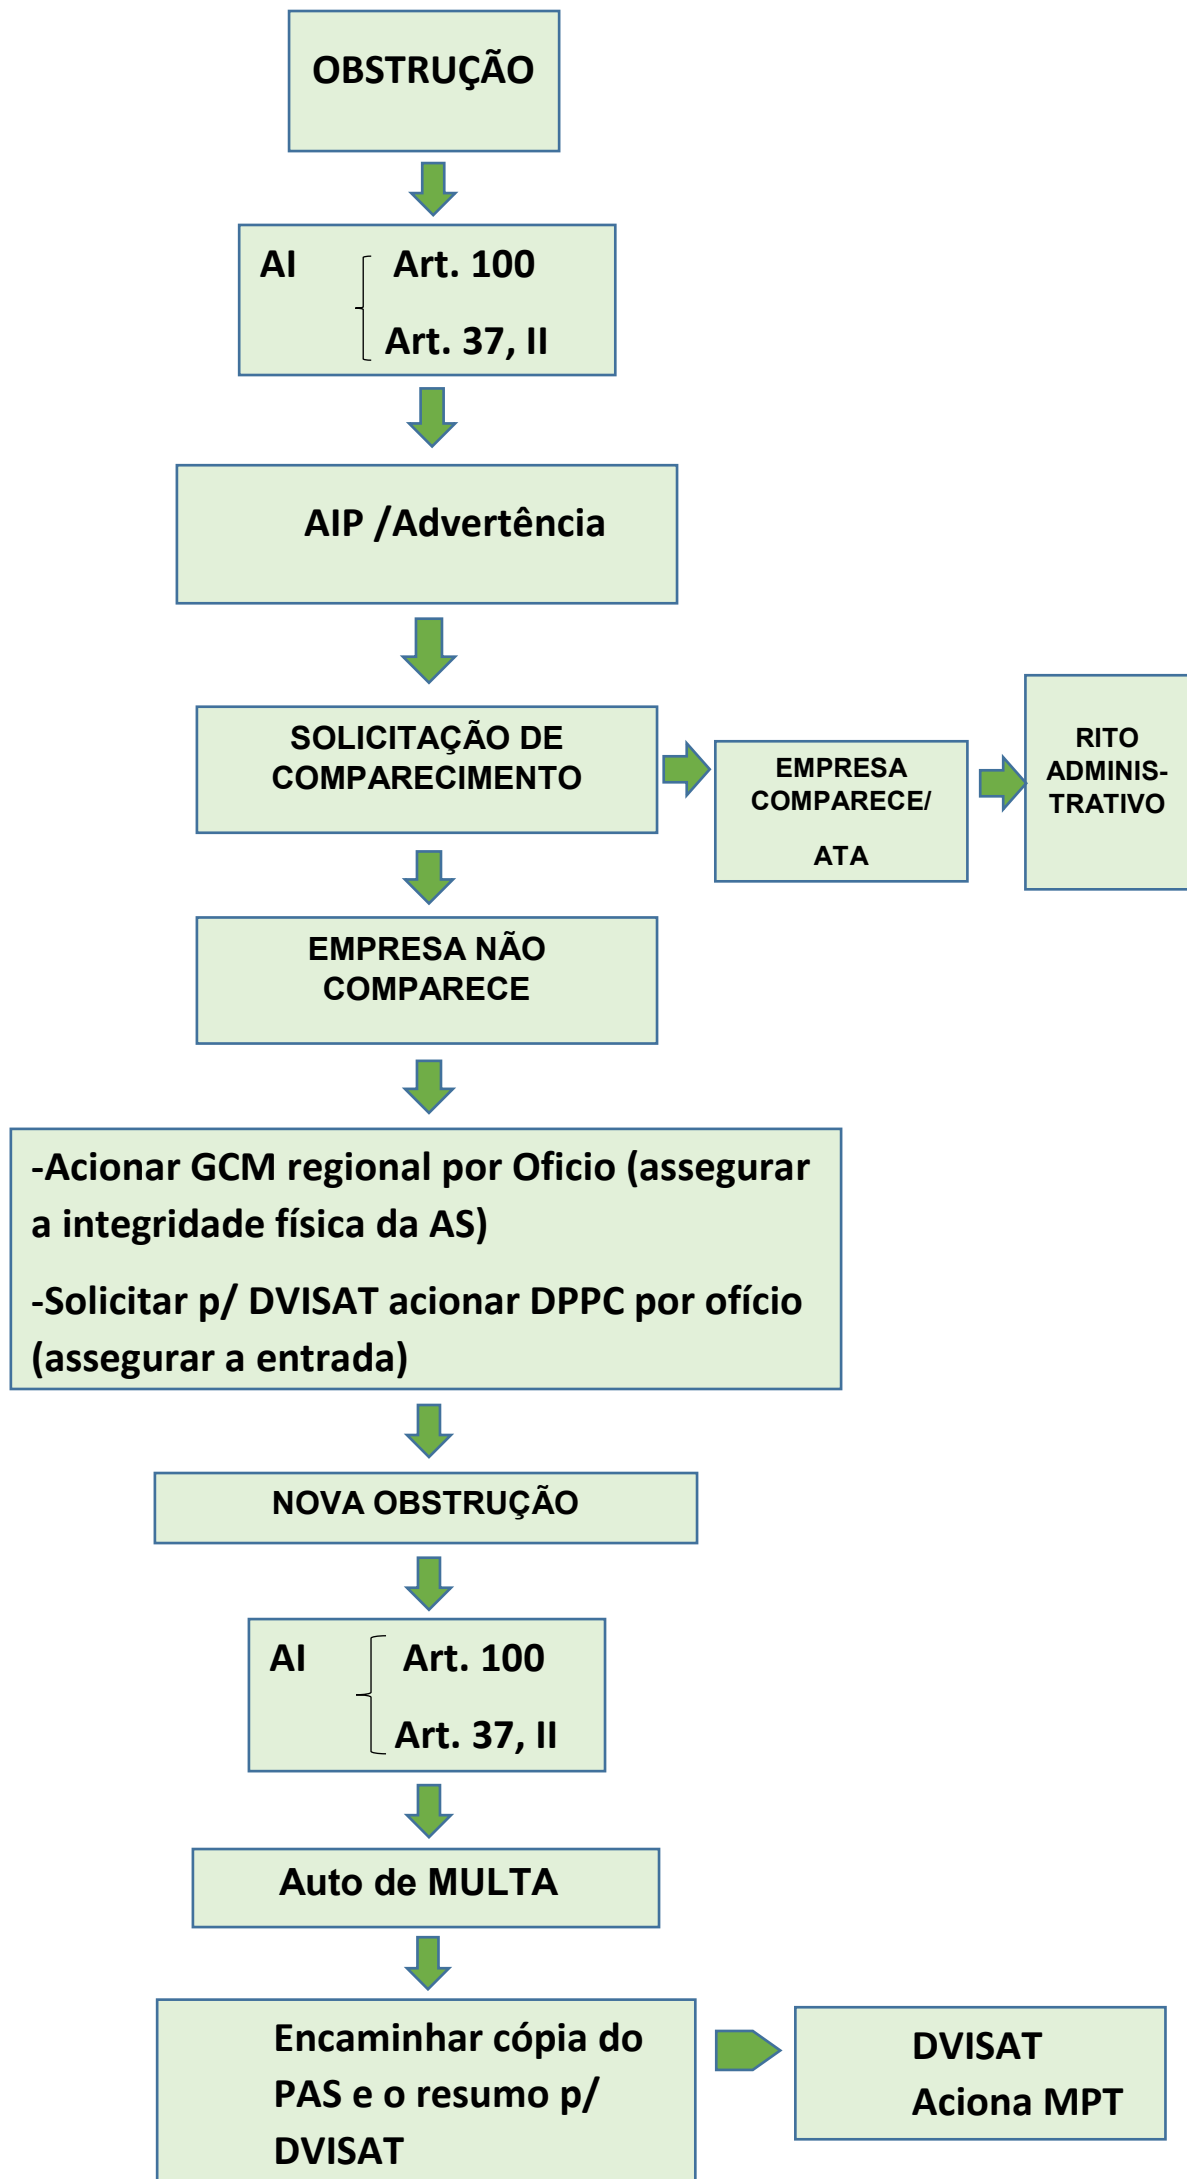 OBSTRUÇÃO
AI Art. 100
Art. 37, II
AIP /Advertência
SOLICITAÇÃO DE
COMPARECIMENTO
EMPRESA
COMPARECE/
ATA
RITO
ADMINIS-
TRATIVO
EMPRESA NÃO
COMPARECE
-Acionar GCM regional por Oficio (assegurar
a integridade física da AS)
-Solicitar p/ DVISAT acionar DPPC por ofício
(assegurar a entrada)
NOVA OBSTRUÇÃO
AI Art. 100
Art. 37, II
Auto de MULTA
Encaminhar cópia do
PAS e o resumo p/
DVISAT
DVISAT
Aciona MPT